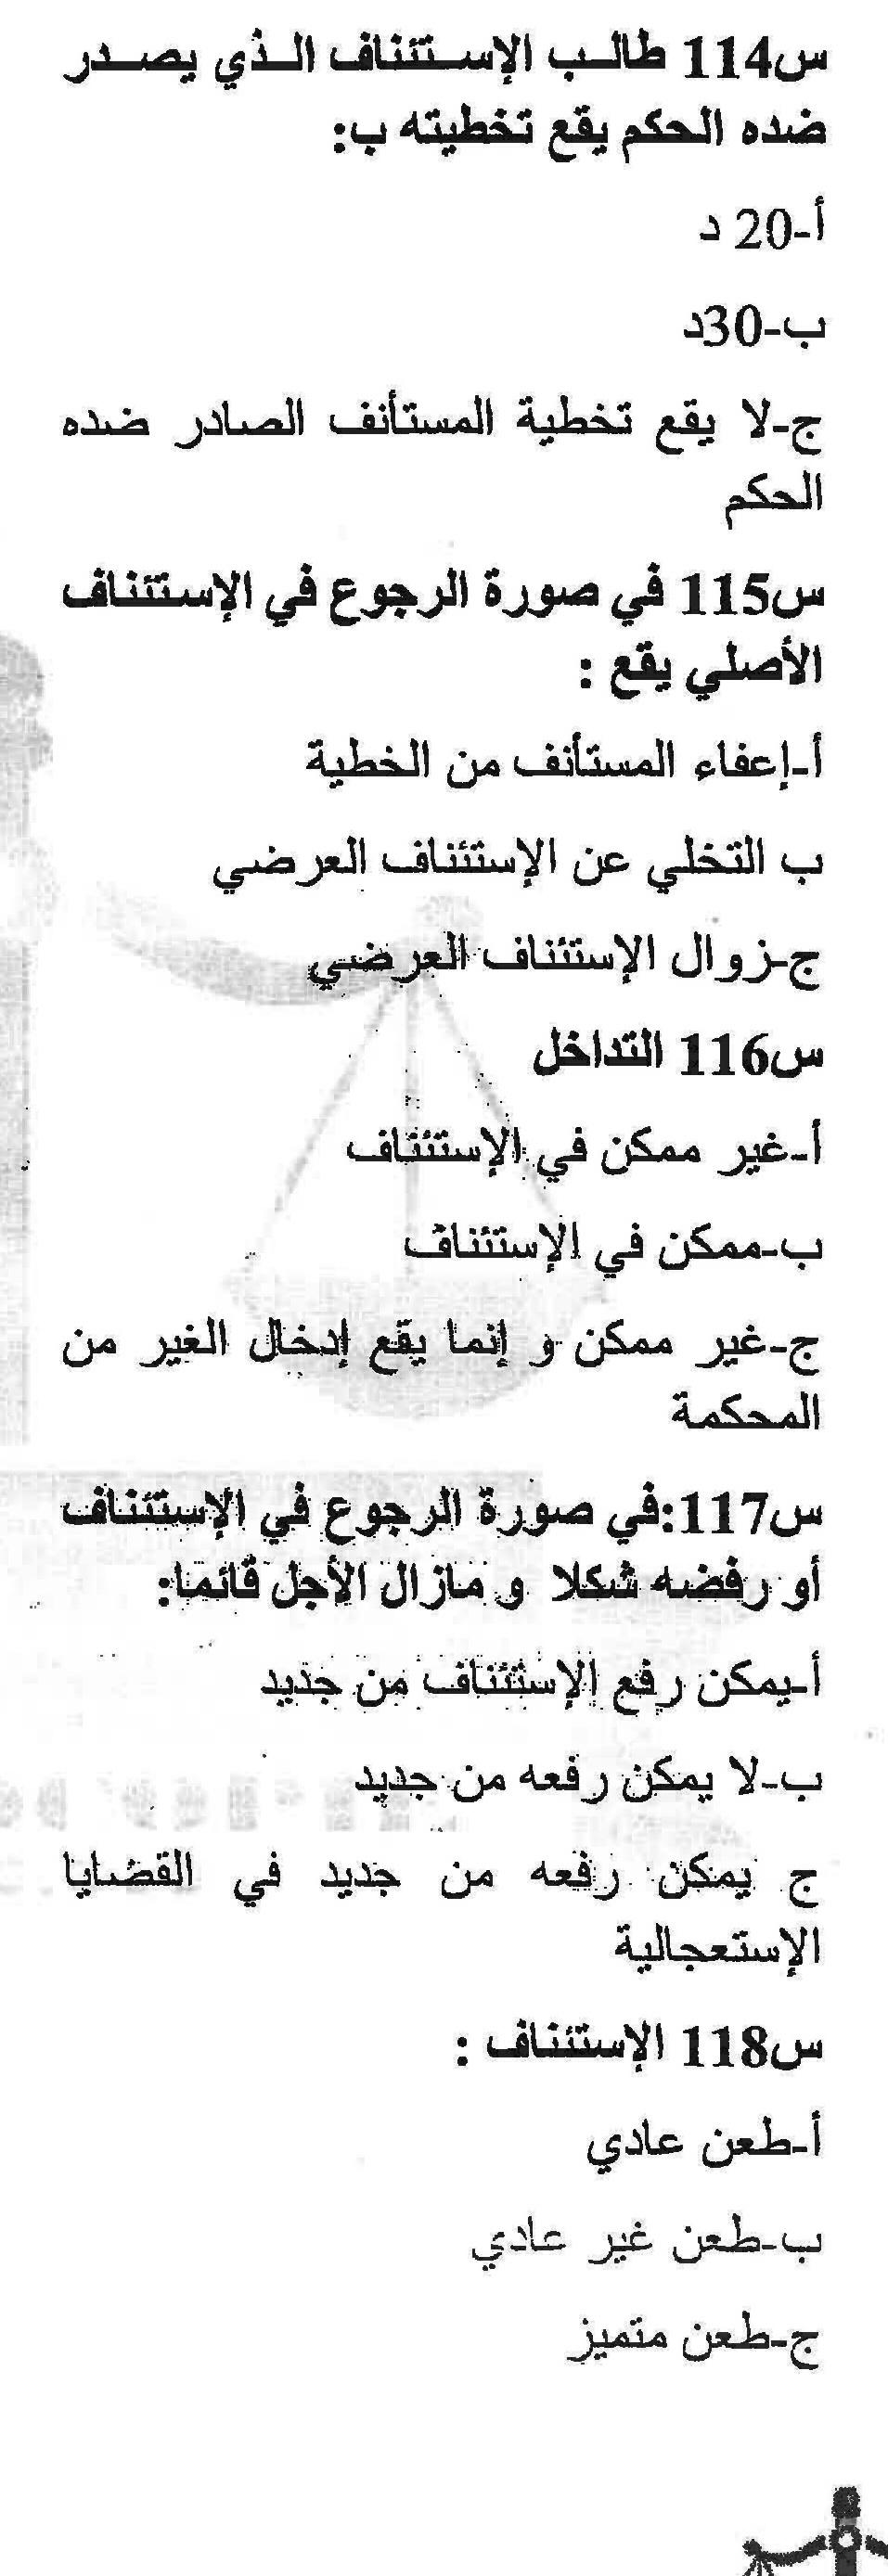 س114 طالب الإستئناف الذي يصدر
ضده الحكم يقع تخطيته ب:
أ-20 د
ب-30د
ج-لا يقع تخطية المستأنف الصادر ضده
الحكم
س115 في صورة الرجوع في الإستئناف
الأصلي يقع :
أ-إعفاء المستأنف من الخطية
ب التخلي عن الإستئناف العرضي
ج-زوال الإستئناف العرضي
س116 التداخل
أ-غير ممكن في الإستئناف
ب-ممكن في الإستئناف
ج-غير ممكن و إنما يقع إدخال الغير من
المحكمة
س117:في صورة الرجوع في الإستئناف
أو رفضه شكلا و مازال الأجل قائما:
أ-يمكن رفع الإستئناف من جديد
ب-لا يمكن رفعه من جديد
ج يمكن رفعه من جديد في القضايا
الإستعجالية
س118 الإستئناف :
أ-طعن عادي
ب-طعن غير عادي
ج-طعن متميز